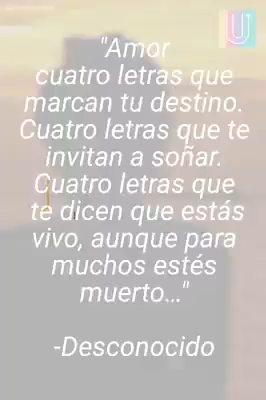 "Amor
cuatro letras que
marcan tu destino.
Cuatro letras que te
invitan a soñar.
Cuatro letras que
te dicen que estás
vivo, aunque para
muchos estés
muerto..."
-Desconocido